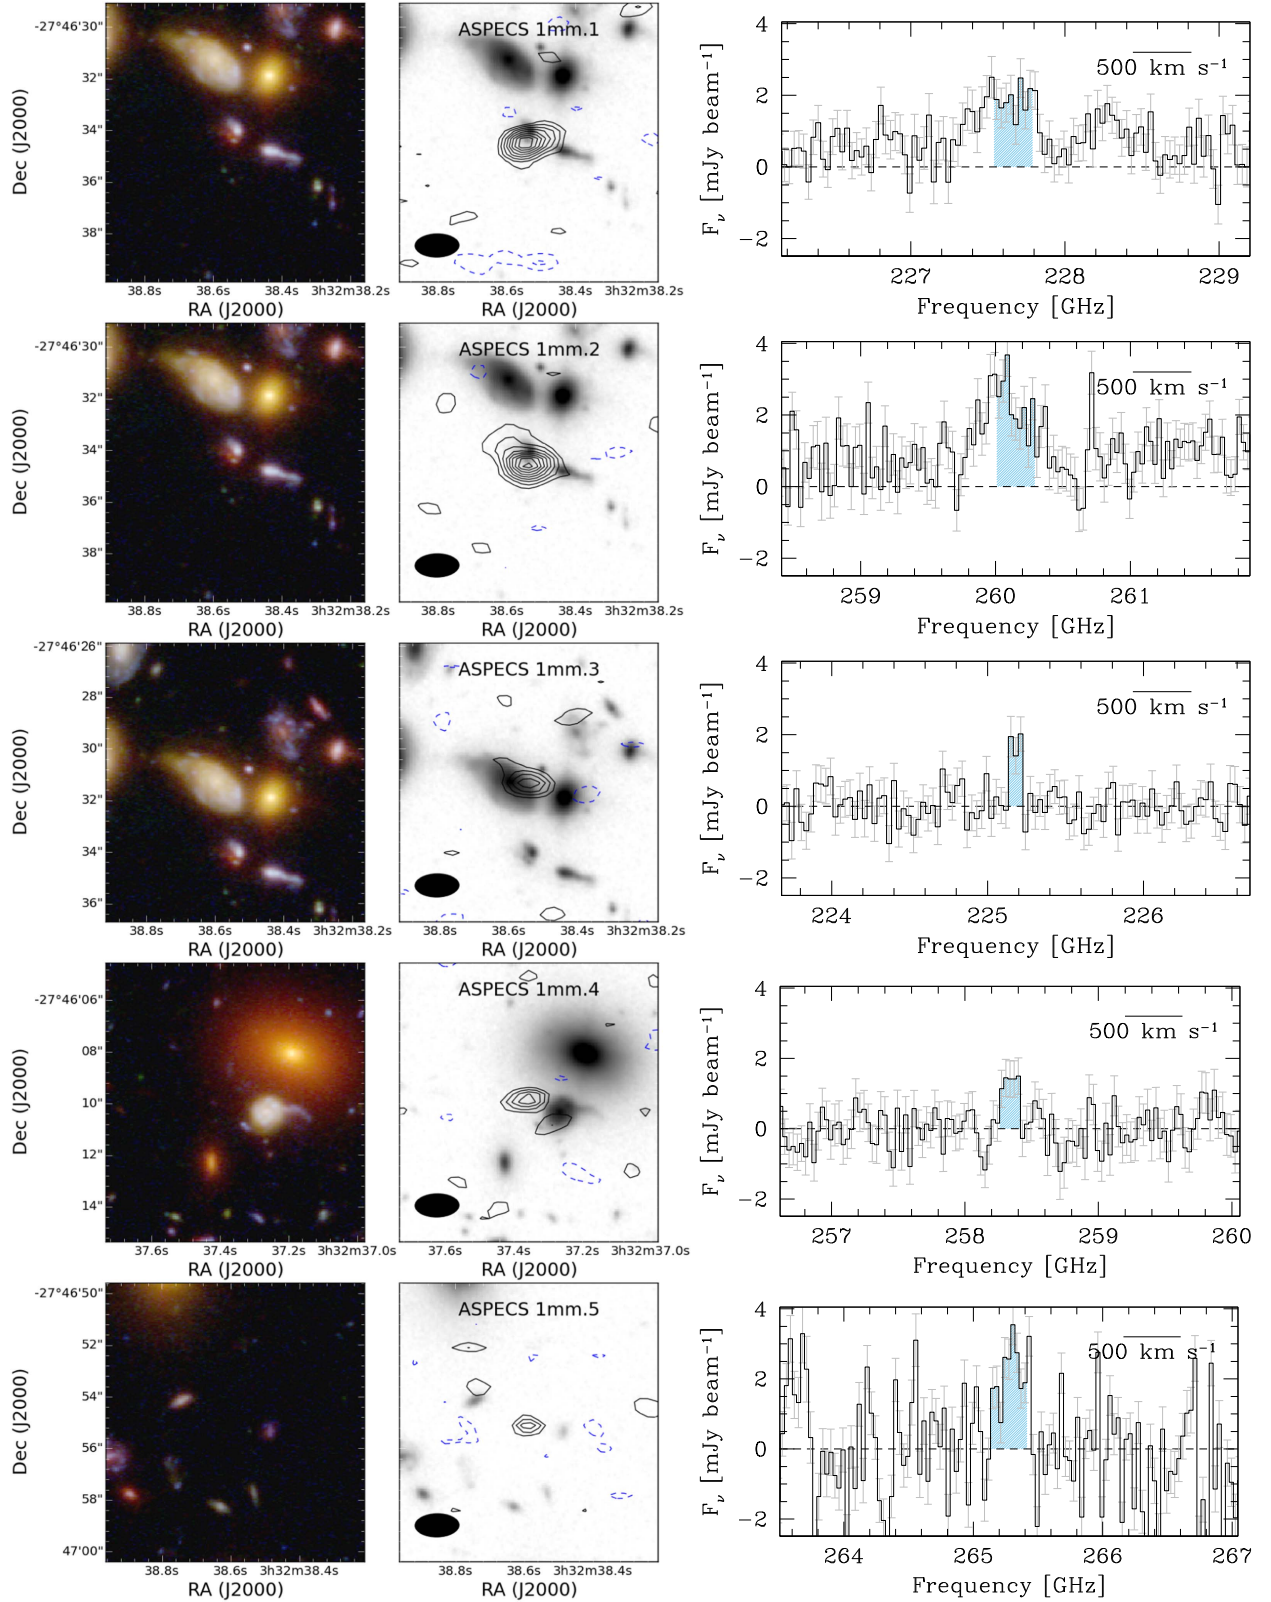 ASPECS 1mm.1
-27°46'30"
32"
34"
36"
38"
Dec (J2000)
38.8s 38.6s 38.4s 3h32m38.2s
RA (J2000)
38.8s 38.6s 38.4s 3h32m38.2s
RA (J2000)
4
2
0
−2
Fν [mJy beam⁻¹]
500 km s⁻¹
227 228 229
Frequency [GHz]
ASPECS 1mm.2
-27°46'30"
32"
34"
36"
38"
Dec (J2000)
38.8s 38.6s 38.4s 3h32m38.2s
RA (J2000)
38.8s 38.6s 38.4s 3h32m38.2s
RA (J2000)
4
2
0
−2
Fν [mJy beam⁻¹]
500 km s⁻¹
259 260 261
Frequency [GHz]
ASPECS 1mm.3
-27°46'26"
28"
30"
32"
34"
36"
Dec (J2000)
38.8s 38.6s 38.4s 3h32m38.2s
RA (J2000)
38.8s 38.6s 38.4s 3h32m38.2s
RA (J2000)
4
2
0
−2
Fν [mJy beam⁻¹]
500 km s⁻¹
224 225 226
Frequency [GHz]
ASPECS 1mm.4
-27°46'06"
08"
10"
12"
14"
Dec (J2000)
37.6s 37.4s 37.2s 3h32m37.0s
RA (J2000)
37.6s 37.4s 37.2s 3h32m37.0s
RA (J2000)
4
2
0
−2
Fν [mJy beam⁻¹]
500 km s⁻¹
257 258 259 260
Frequency [GHz]
ASPECS 1mm.5
-27°46'50"
52"
54"
56"
58"
47'00"
Dec (J2000)
38.8s 38.6s 3h32m38.4s
RA (J2000)
38.8s 38.6s 3h32m38.4s
RA (J2000)
4
2
0
−2
Fν [mJy beam⁻¹]
500 km s⁻¹
264 265 266 267
Frequency [GHz]